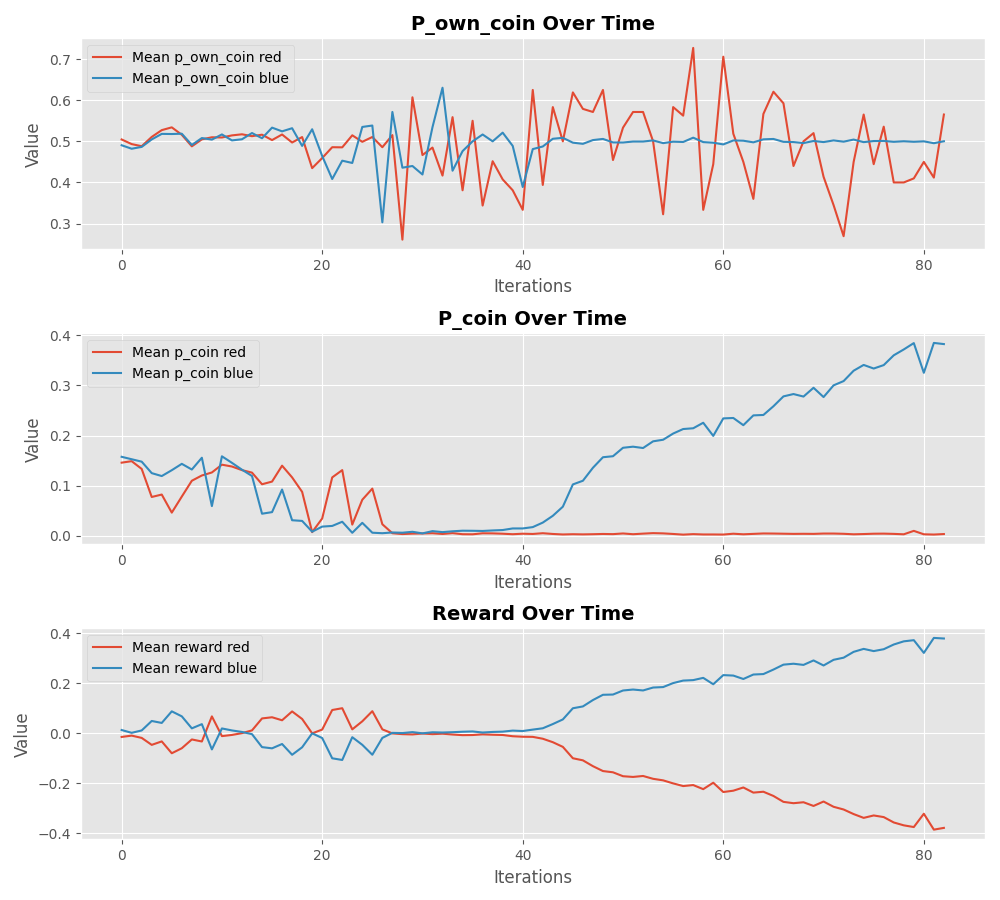 P_own_coin Over Time
Mean p_own_coin red
Mean p_own_coin blue
Value
0.7
0.6
0.5
0.4
0.3
0 20 40 60 80
Iterations
P_coin Over Time
Mean p_coin red
Mean p_coin blue
Value
0.4
0.3
0.2
0.1
0.0
0 20 40 60 80
Iterations
Reward Over Time
Mean reward red
Mean reward blue
Value
0.4
0.2
0.0
−0.2
−0.4
0 20 40 60 80
Iterations